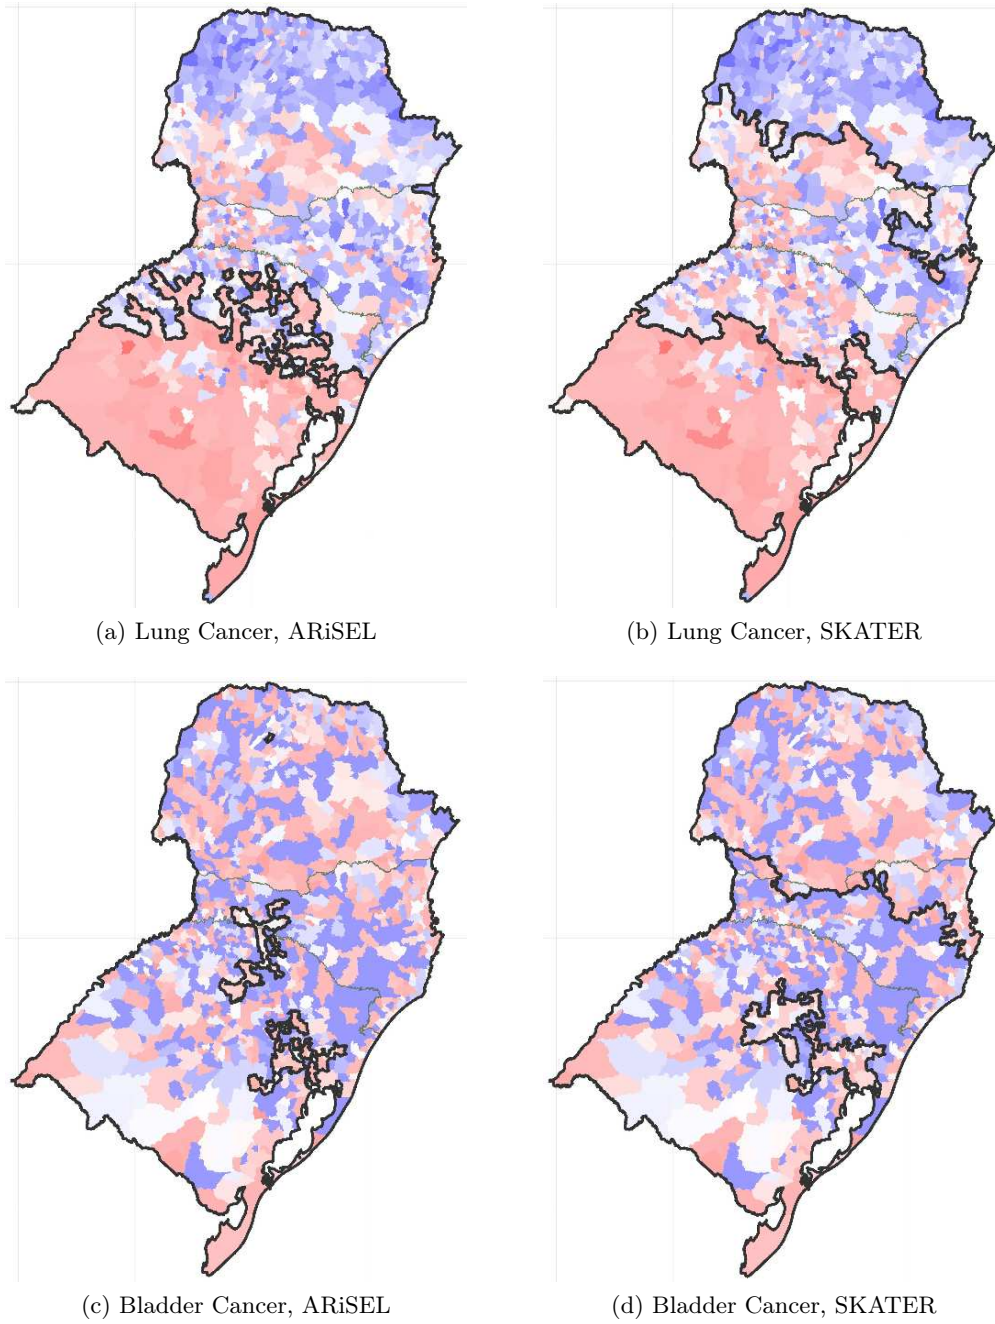 (a) Lung Cancer, ARiSEL
(b) Lung Cancer, SKATER
(c) Bladder Cancer, ARiSEL
(d) Bladder Cancer, SKATER